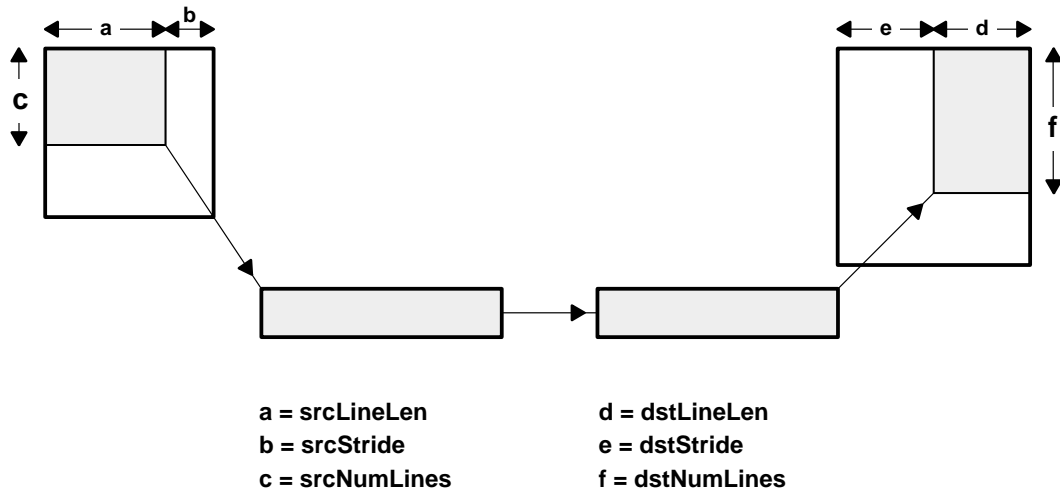 a
b
e
d
c
f
a = srcLineLen
b = srcStride
c = srcNumLines
d = dstLineLen
e = dstStride
f = dstNumLines